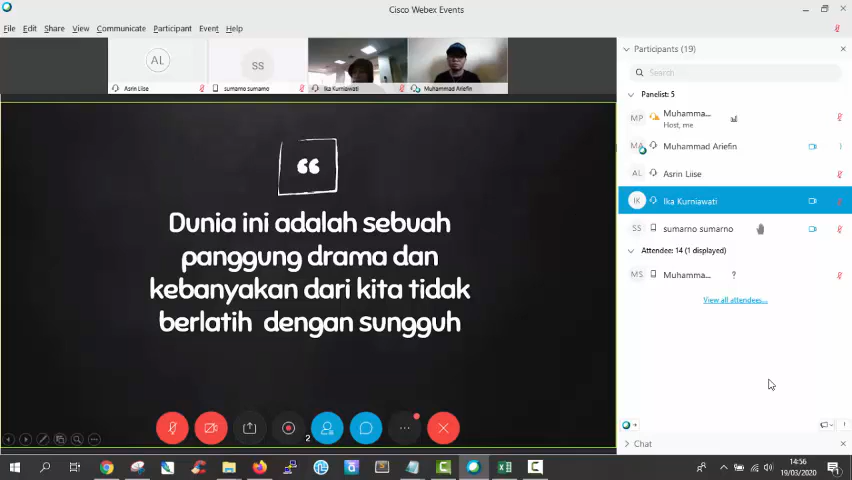 Cisco Webex Events
File Edit Share View Communicate Participant Event Help
AL
SS
Asrin Liise
sumarno sumarno
Ika Kurniawati
Muhammad Ariefin
“
Dunia ini adalah sebuah
panggung drama dan
kebanyakan dari kita tidak
berlatih dengan sungguh
2
Participants (19)
Search
Panelist: 5
MP Muhamma...
Host, me
MA Muhammad Ariefin
AL Asrin Liise
IK Ika Kurniawati
SS sumarno sumarno
Attendee: 14 (1 displayed)
MS Muhamma... ?
View all attendees...
Chat
14:56
19/03/2020
1